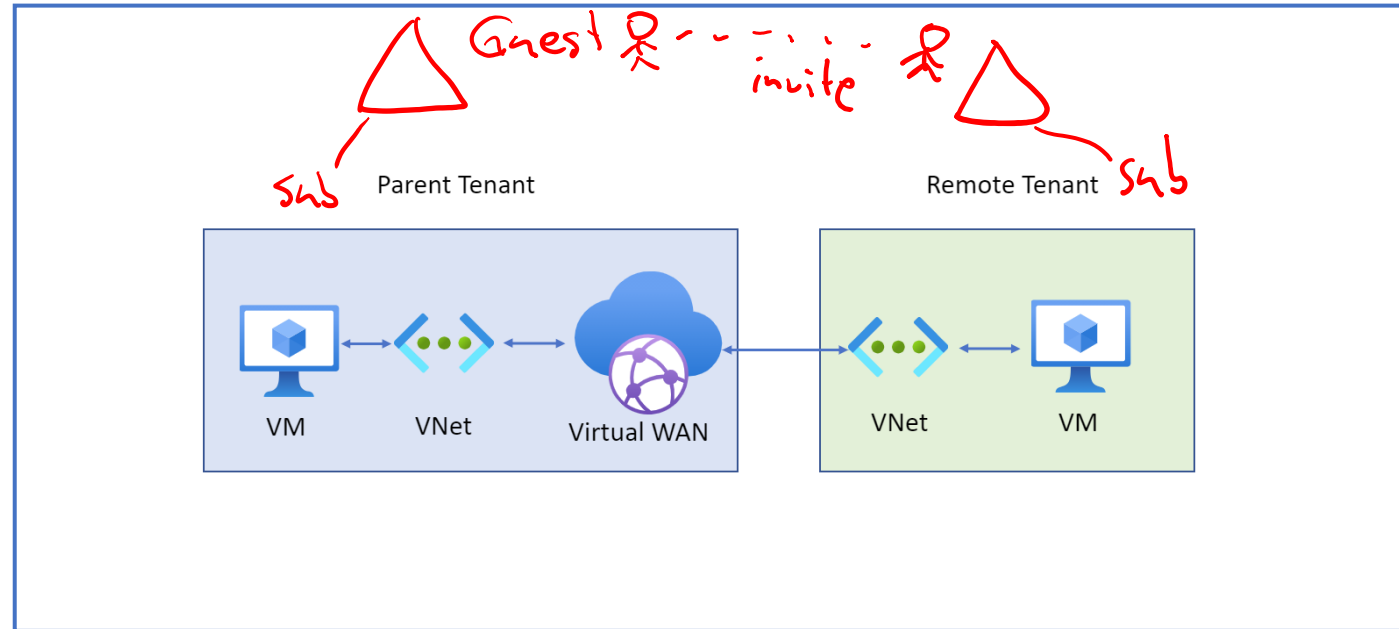 Guest
invite
sub
Parent Tenant
Remote Tenant
sub
VM
VNet
Virtual WAN
VNet
VM